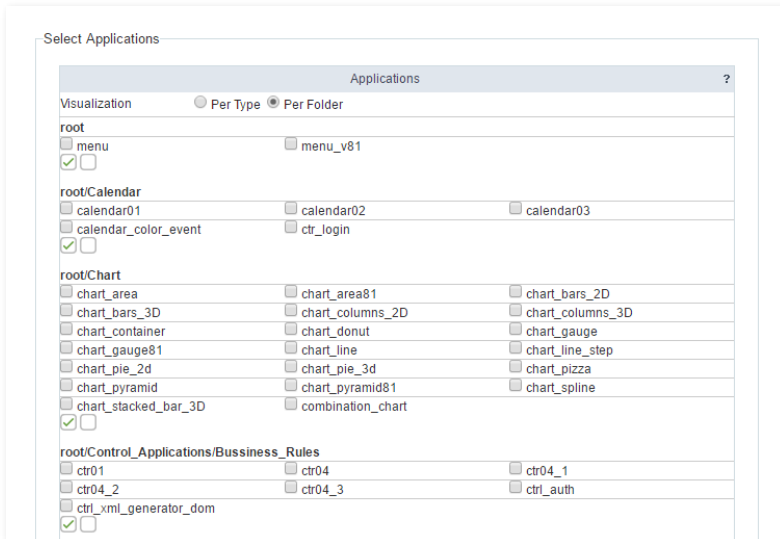 Select Applications
Applications ?
Visualization Per Type Per Folder
root
menu menu_v81
root/Calendar
calendar01 calendar02 calendar03
calendar_color_event ctr_login
root/Chart
chart_area chart_area81 chart_bars_2D
chart_bars_3D chart_columns_2D chart_columns_3D
chart_container chart_donut chart_gauge
chart_gauge81 chart_line chart_line_step
chart_pie_2d chart_pie_3d chart_pizza
chart_pyramid chart_pyramid81 chart_spline
chart_stacked_bar_3D combination_chart
root/Control_Applications/Bussiness_Rules
ctr01 ctr04 ctr04_1
ctr04_2 ctr04_3 ctrl_auth
ctrl_xml_generator_dom